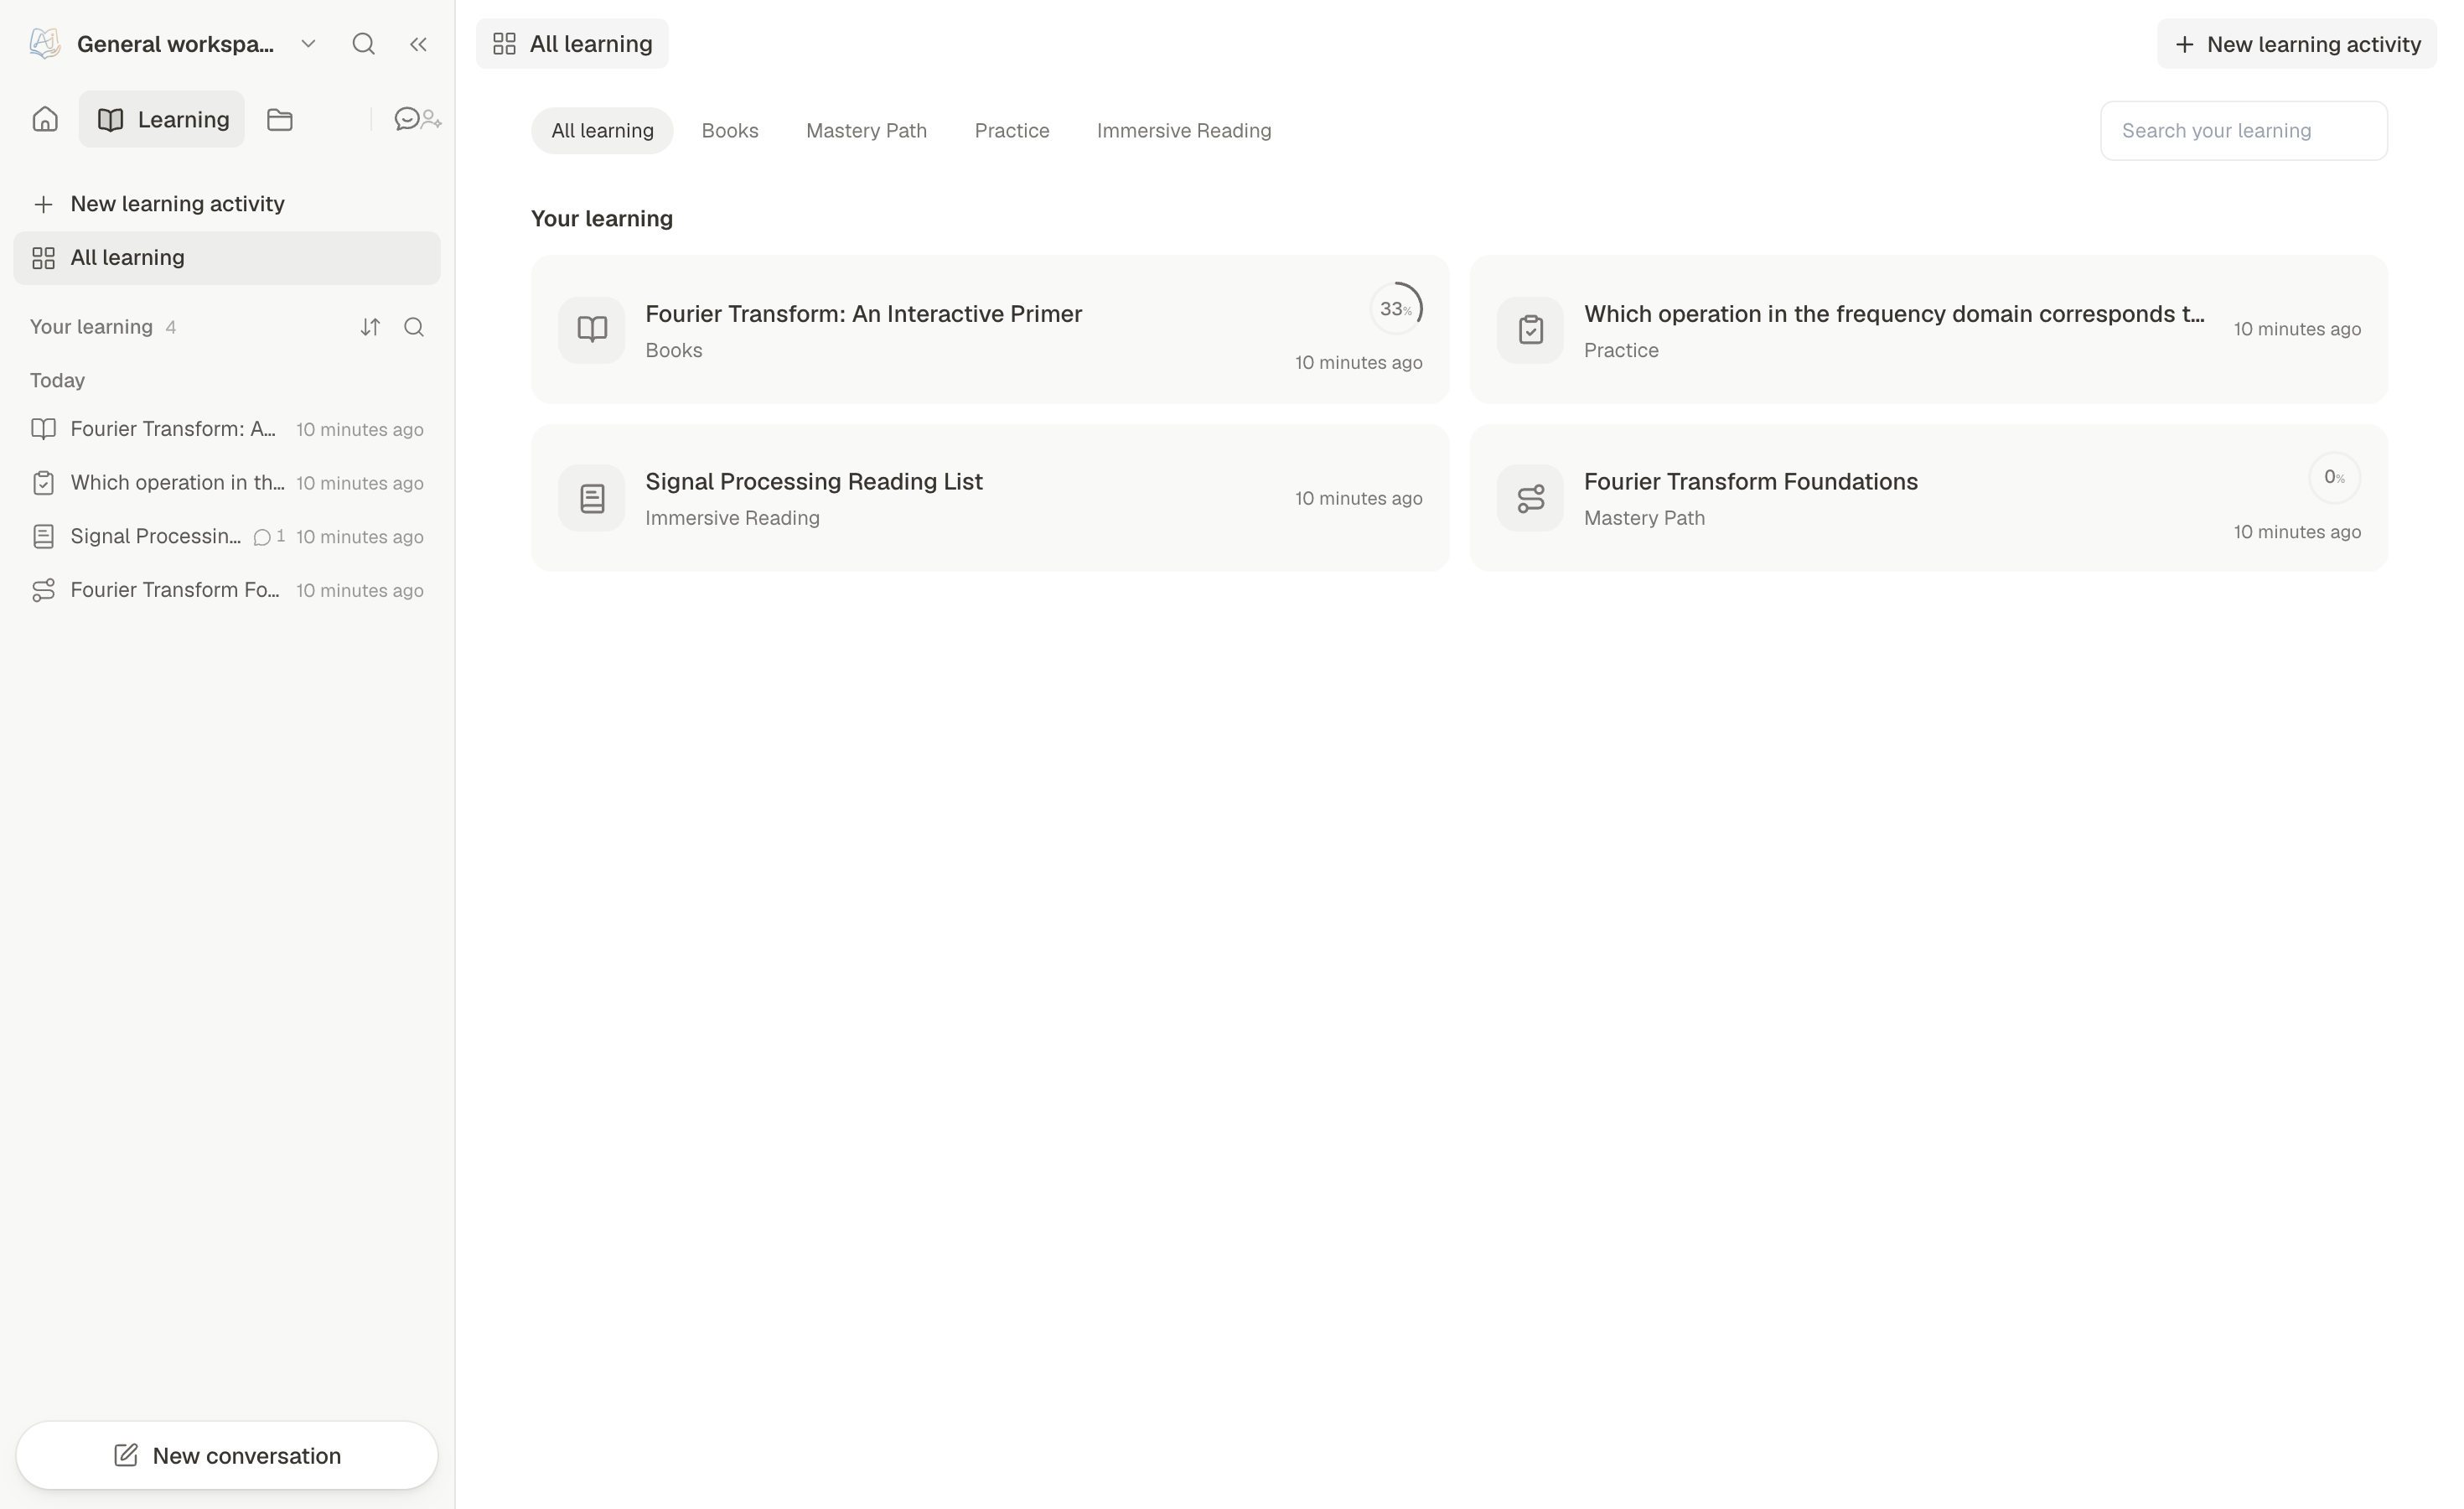 General workspa...
Learning
New learning activity
All learning
Your learning 4
Today
Fourier Transform: A... 10 minutes ago
Which operation in th... 10 minutes ago
Signal Processin... 1 10 minutes ago
Fourier Transform Fo... 10 minutes ago
New conversation
All learning
New learning activity
All learning Books Mastery Path Practice Immersive Reading
Search your learning
Your learning
Fourier Transform: An Interactive Primer
Books
33%
10 minutes ago
Which operation in the frequency domain corresponds t...
Practice
10 minutes ago
Signal Processing Reading List
Immersive Reading
10 minutes ago
Fourier Transform Foundations
Mastery Path
0%
10 minutes ago